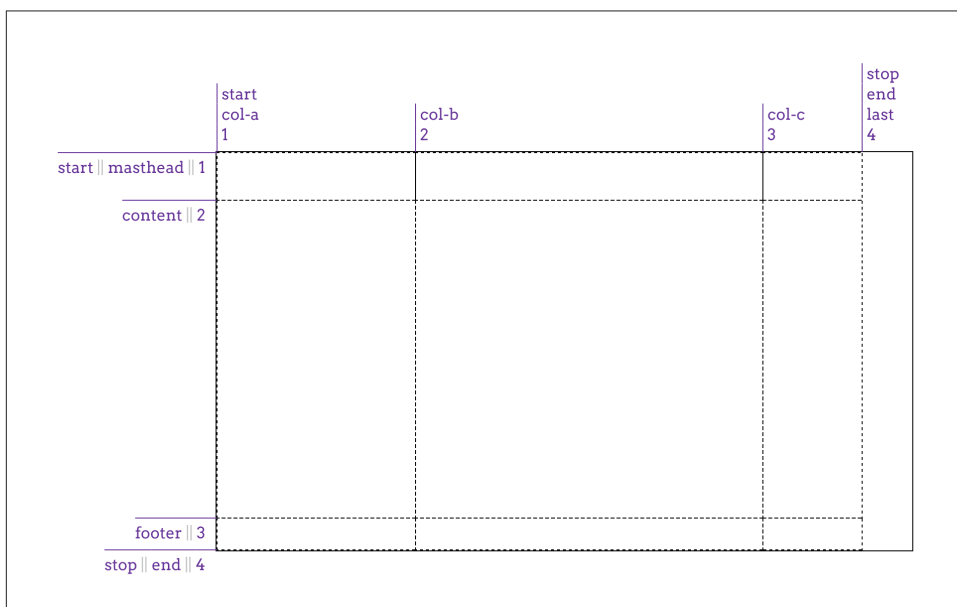 stop
end
last
4
start
col-a
1
col-b
2
col-c
3
start || masthead || 1
content || 2
footer || 3
stop || end || 4